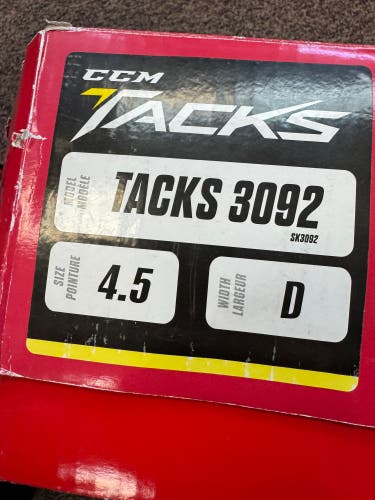 CCM
TACKS
MODEL
MODÈLE
TACKS 3092
SK3092
SIZE
POINTURE
4.5
WIDTH
LARGEUR
D